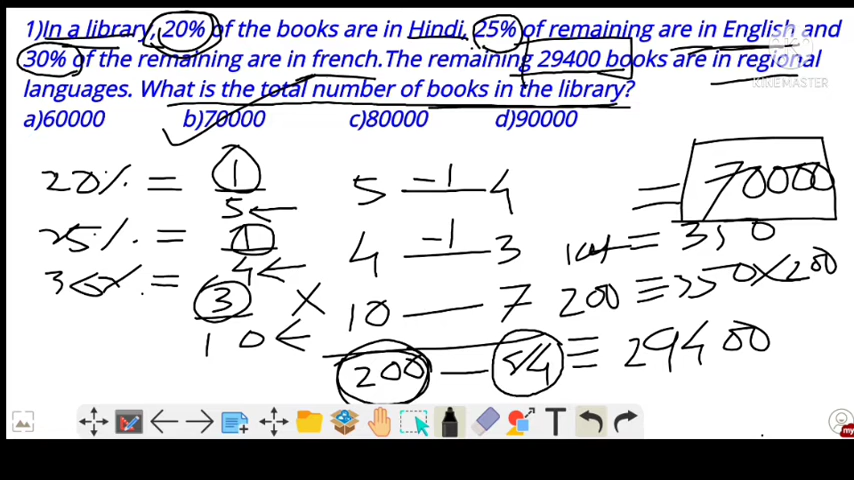 1)In a library, 20% of the books are in Hindi, 25% of remaining are in English and
30% of the remaining are in french.The remaining 29400 books are in regional
languages. What is the total number of books in the library?
a)60000 b)70000 c)80000 d)90000
KINEMASTER
20% = 1/5 5 -1 4 = 70000
25% = 1/4 4 -1 3 = 350
30% = 3/10 × 10 7 200 = 350×200
200 84 = 29400
T
my